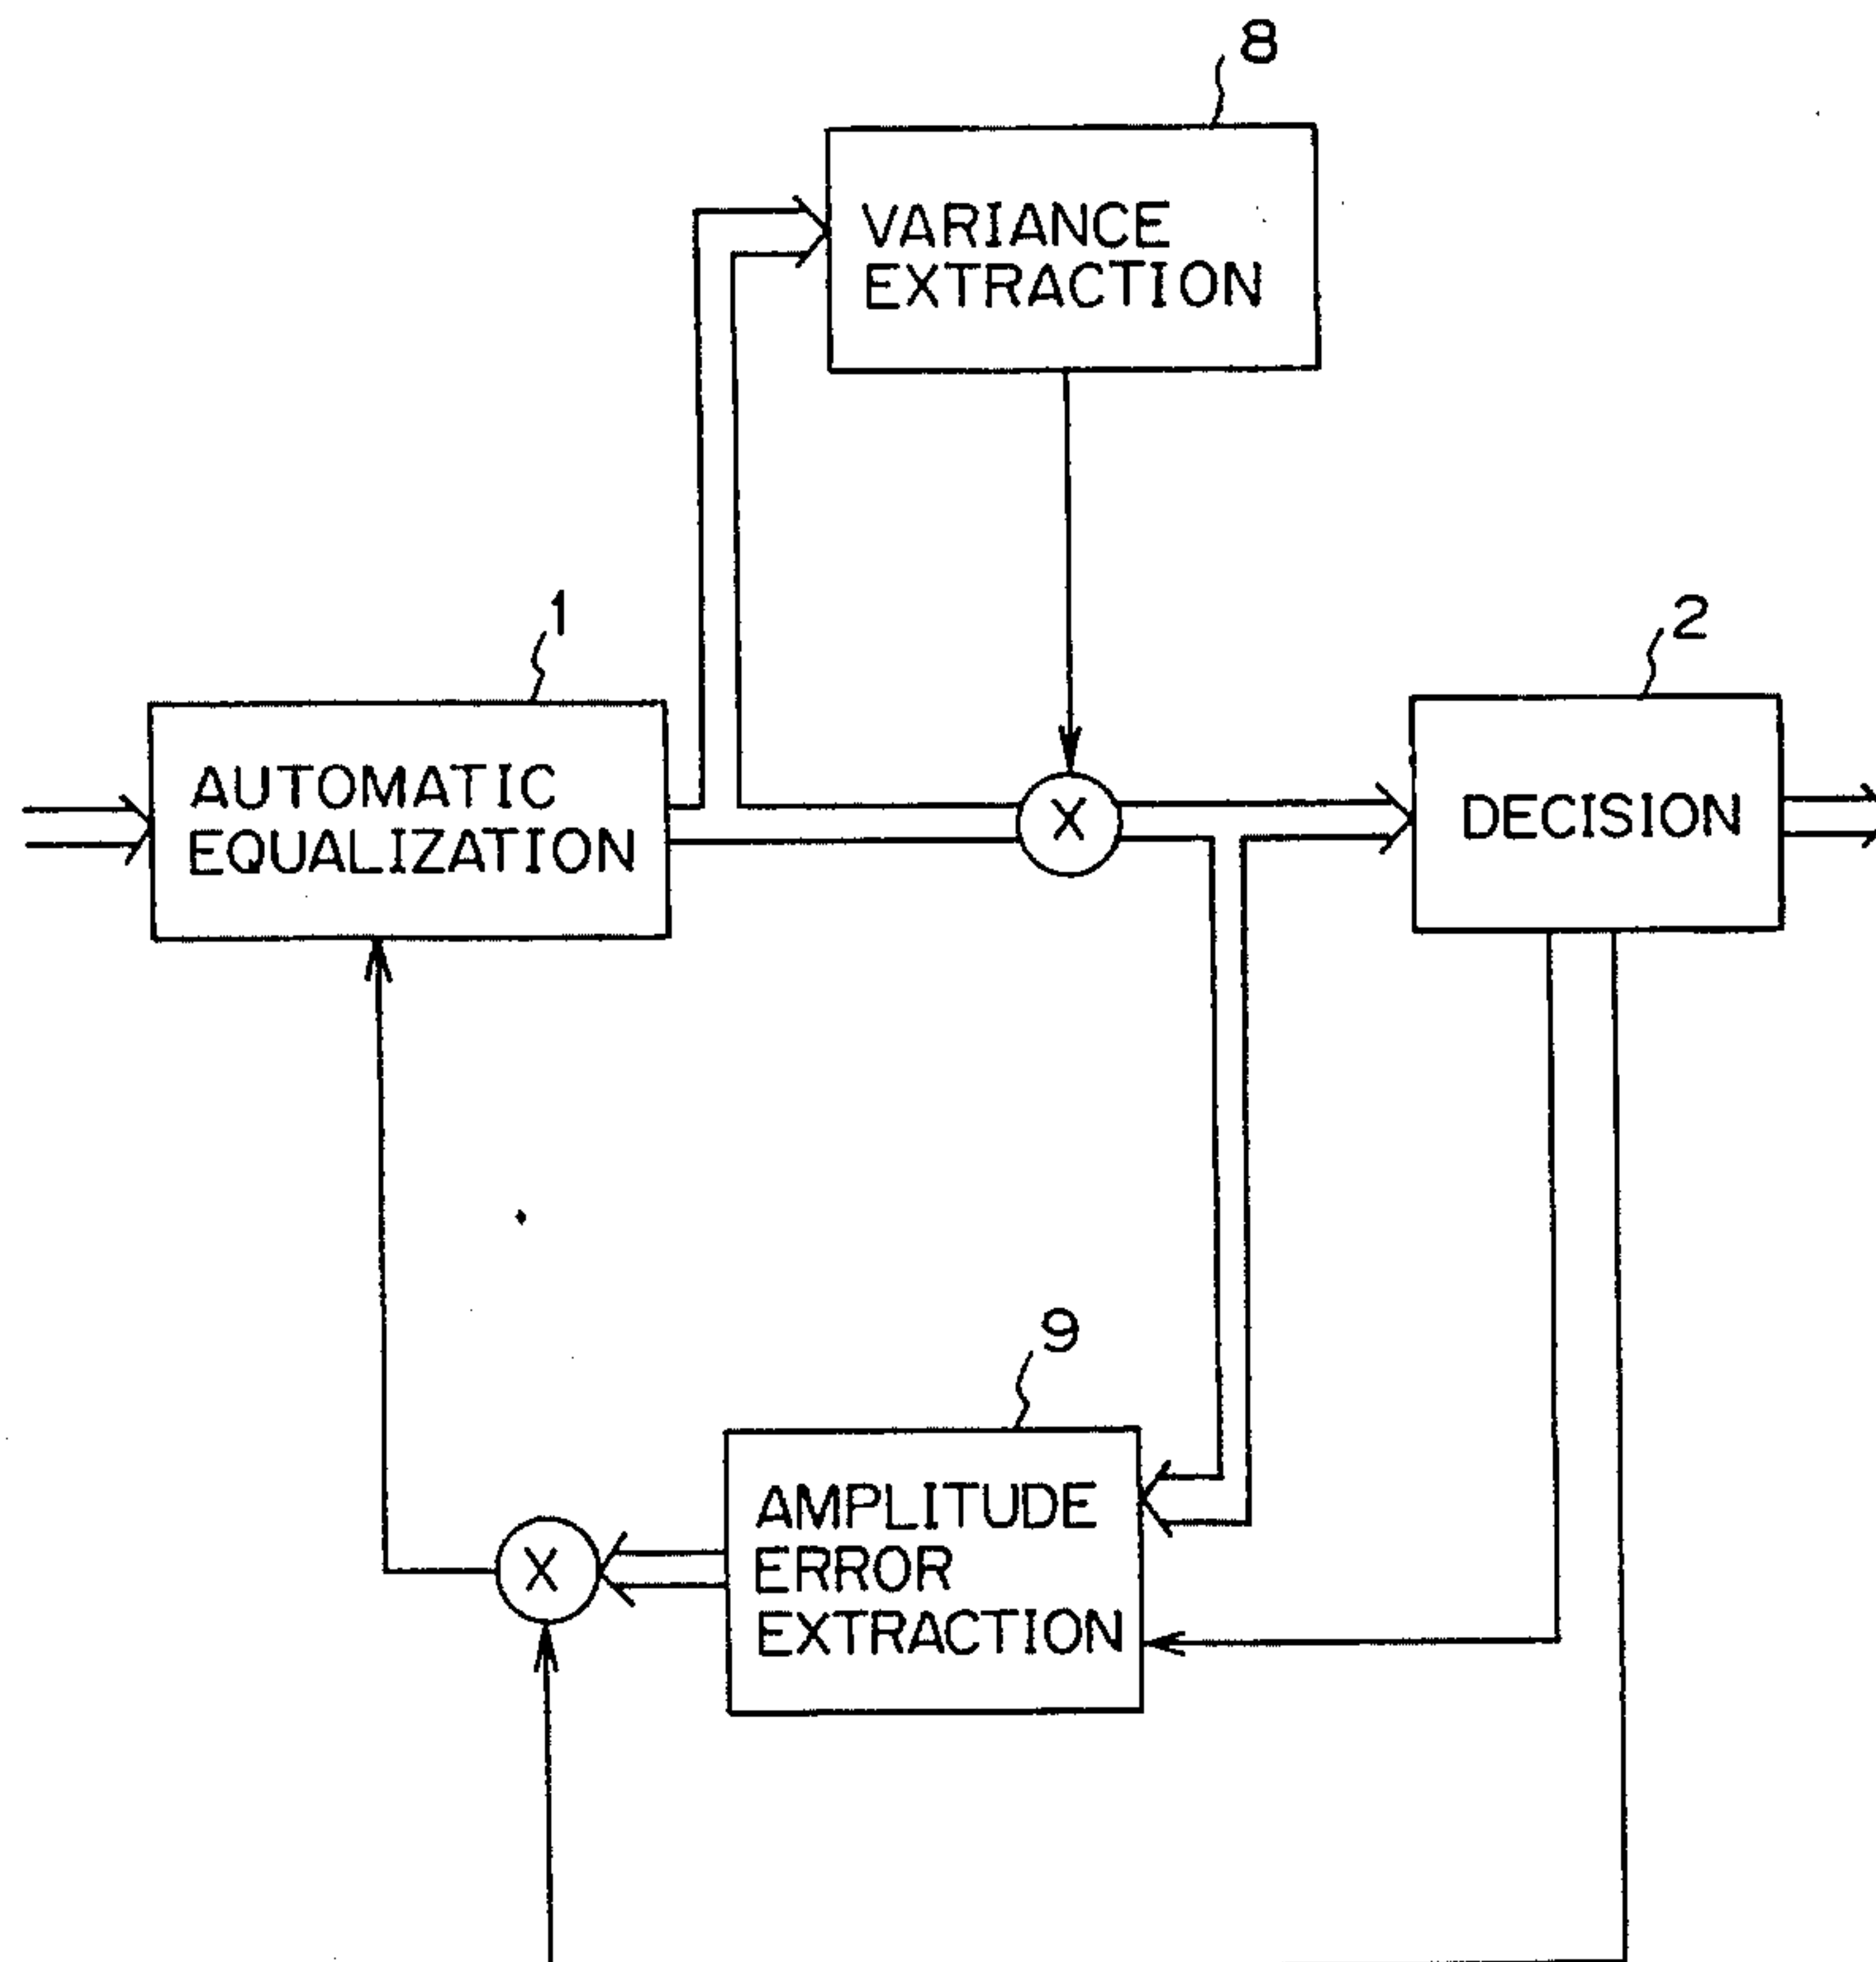 8
VARIANCE
EXTRACTION
1
2
AUTOMATIC
EQUALIZATION
X
DECISION
9
AMPLITUDE
ERROR
EXTRACTION
X